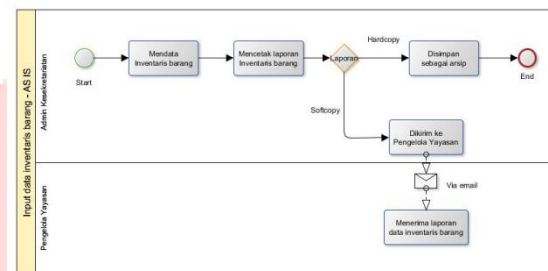 Input data inventaris barang - AS IS
Admin Kesekretariatan
Start
Mendata
Inventaris barang
Mencetak laporan
Inventaris barang
Laporan
Hardcopy
Disimpan
sebagai arsip
End
Softcopy
Dikirim ke
Pengelola Yayasan
Via email
Pengelola Yayasan
Menerima laporan
data inventaris barang